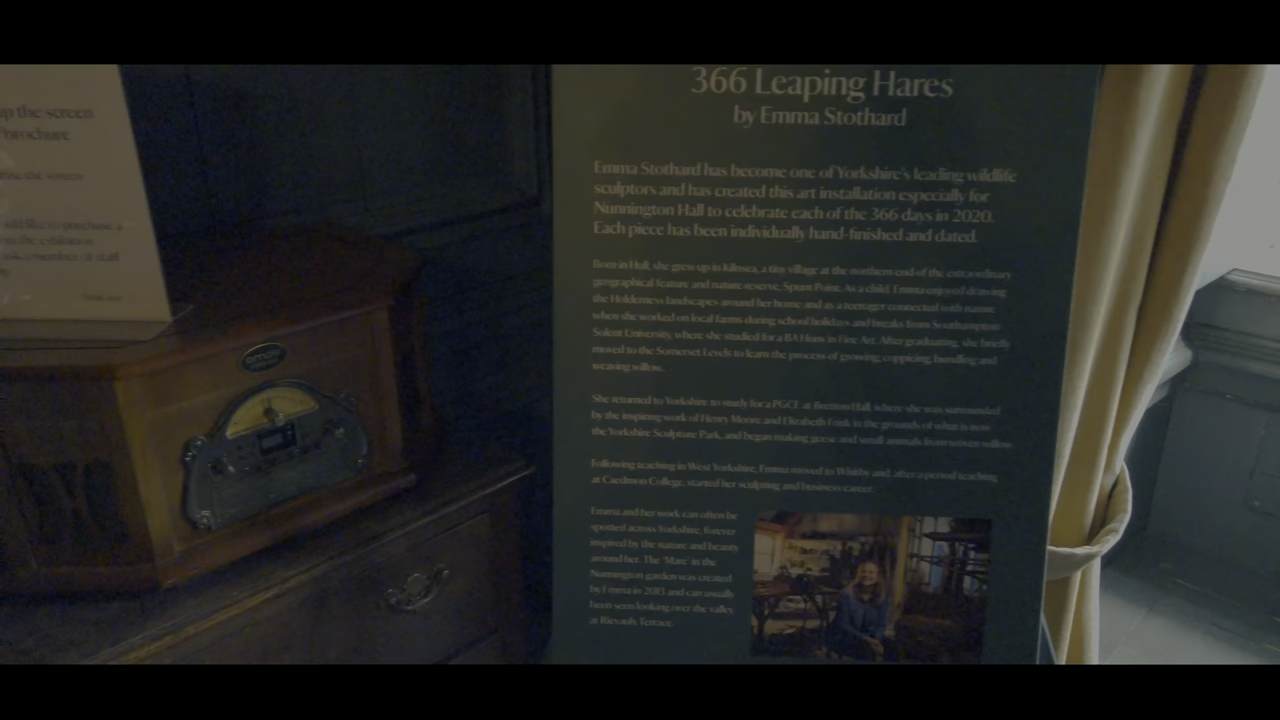 up the screen
brochure
366 Leaping Hares
by Emma Stothard
Emma Stothard has become one of Yorkshire's leading wildlife
sculptors and has created this art installation especially for
Nunnington Hall to celebrate each of the 366 days in 2020.
Each piece has been individually hand-finished and dated.
Born in Hull, she grew up in Kilnsea, a tiny village at the northern end of the extraordinary
geographical feature and nature reserve, Spurn Point. As a child, Emma enjoyed drawing
the Holderness landscapes around her home and as a teenager connected with nature
when she worked on local farms during school holidays and breaks from Southampton
Solent University, where she studied for a BA Hons in Fine Art. After graduating, she briefly
moved to the Somerset Levels to learn the process of growing, coppicing, bundling and
weaving willow.
She returned to Yorkshire to study for a PGCE at Bretton Hall, where she was surrounded
by the inspiring work of Henry Moore and Elizabeth Frink in the grounds of what is now
the Yorkshire Sculpture Park, and began making geese and small animals from woven willow.
Following teaching in West Yorkshire, Emma moved to Whitby and, after a period teaching
at Caedmon College, started her sculpting and business career.
Emma and her work can often be
spotted across Yorkshire, forever
inspired by the nature and beauty
around her. The 'Mare' in the
Nunnington garden was created
by Emma in 2013 and can usually
been seen looking over the valley
at Rievaulx Terrace.